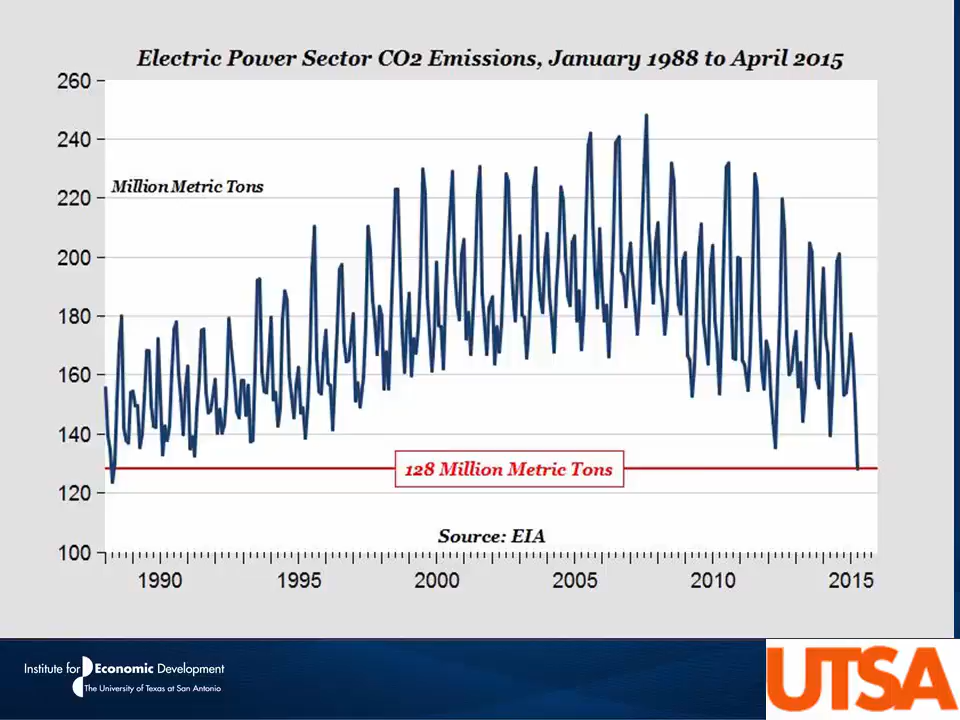 Electric Power Sector CO2 Emissions, January 1988 to April 2015
260
240
Million Metric Tons
220
200
180
160
140
128 Million Metric Tons
120
Source: EIA
100
1990 1995 2000 2005 2010 2015
Institute for Economic Development
The University of Texas at San Antonio
UTSA